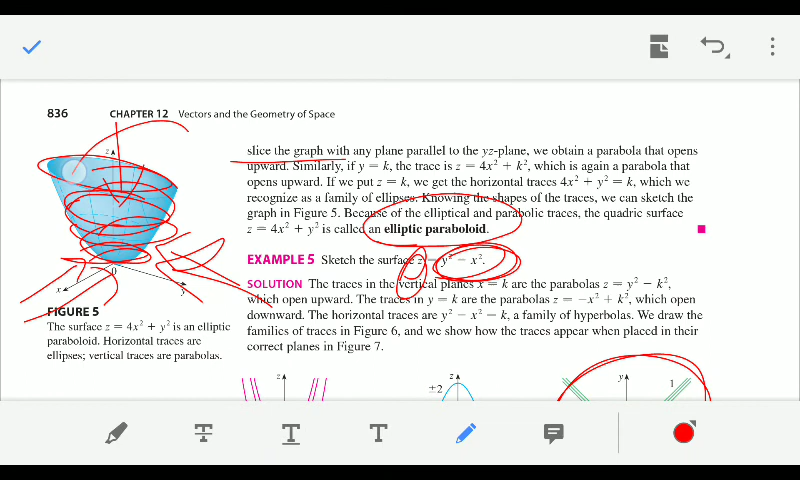 836 CHAPTER 12 Vectors and the Geometry of Space
slice the graph with any plane parallel to the yz-plane, we obtain a parabola that opens
upward. Similarly, if y = k, the trace is z = 4x² + k², which is again a parabola that
opens upward. If we put z = k, we get the horizontal traces 4x² + y² = k, which we
recognize as a family of ellipses. Knowing the shapes of the traces, we can sketch the
graph in Figure 5. Because of the elliptical and parabolic traces, the quadric surface
z = 4x² + y² is called an elliptic paraboloid.
z
0
x
y
FIGURE 5
The surface z = 4x² + y² is an elliptic
paraboloid. Horizontal traces are
ellipses; vertical traces are parabolas.
EXAMPLE 5 Sketch the surface z = y² − x².
SOLUTION The traces in the vertical planes x = k are the parabolas z = y² − k²,
which open upward. The traces in y = k are the parabolas z = −x² + k², which open
downward. The horizontal traces are y² − x² = k, a family of hyperbolas. We draw the
families of traces in Figure 6, and we show how the traces appear when placed in their
correct planes in Figure 7.
z
z
±2
y
1
T
T
T